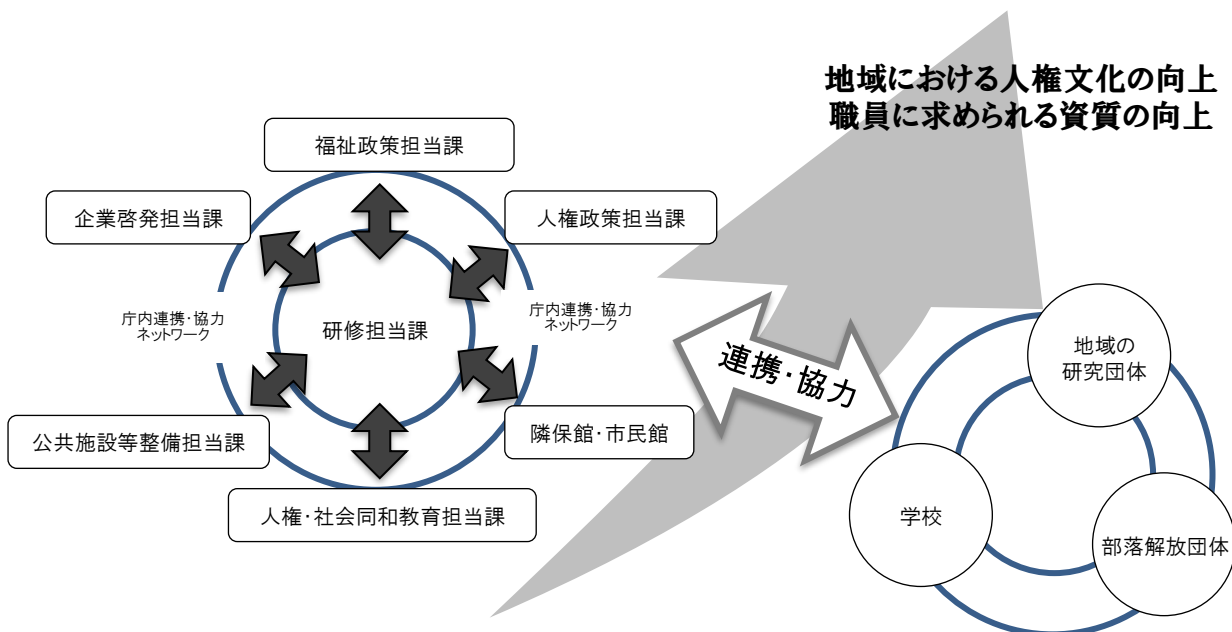 地域における人権文化の向上
職員に求められる資質の向上
福祉政策担当課
企業啓発担当課
人権政策担当課
庁内連携・協力
ネットワーク
研修担当課
庁内連携・協力
ネットワーク
公共施設等整備担当課
隣保館・市民館
人権・社会同和教育担当課
連携・協力
地域の
研究団体
学校
部落解放団体